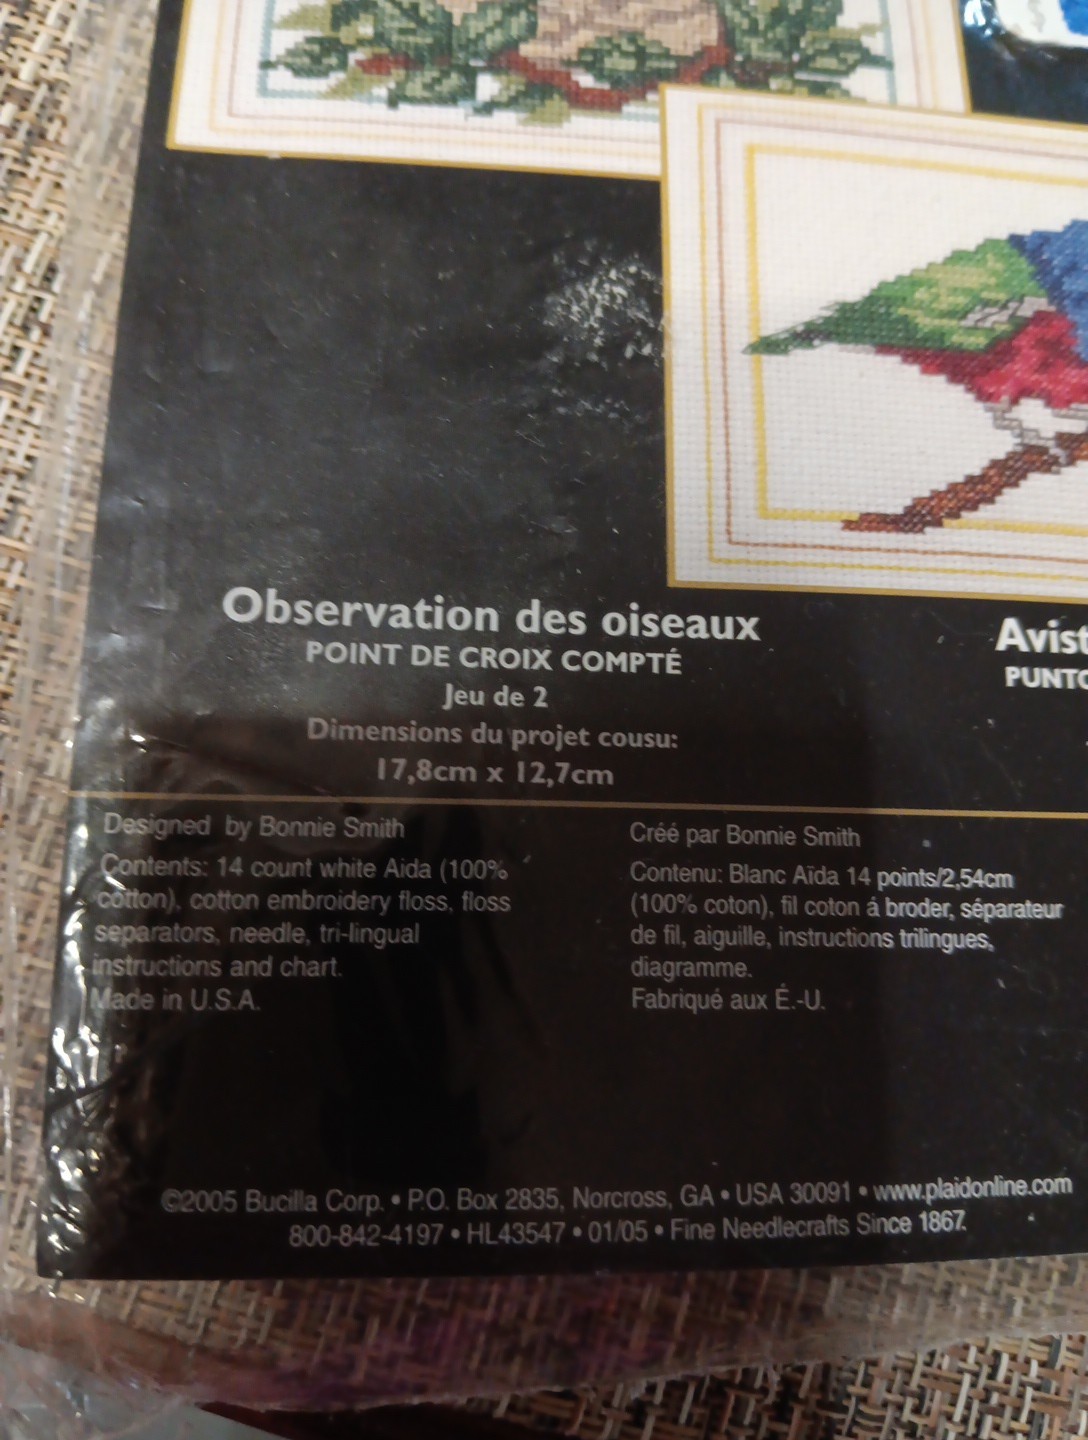 Observation des oiseaux
POINT DE CROIX COMPTÉ
Jeu de 2
Dimensions du projet cousu:
17,8cm x 12,7cm
Designed by Bonnie Smith
Contents: 14 count white Aida (100%
cotton), cotton embroidery floss, floss
separators, needle, tri-lingual
instructions and chart.
Made in U.S.A.
Créé par Bonnie Smith
Contenu: Blanc Aïda 14 points/2,54cm
(100% coton), fil coton á broder, séparateur
de fil, aiguille, instructions trilingues,
diagramme.
Fabriqué aux É.-U.
©2005 Bucilla Corp. • P.O. Box 2835, Norcross, GA • USA 30091 • www.plaidonline.com
800-842-4197 • HL43547 • 01/05 • Fine Needlecrafts Since 1867.